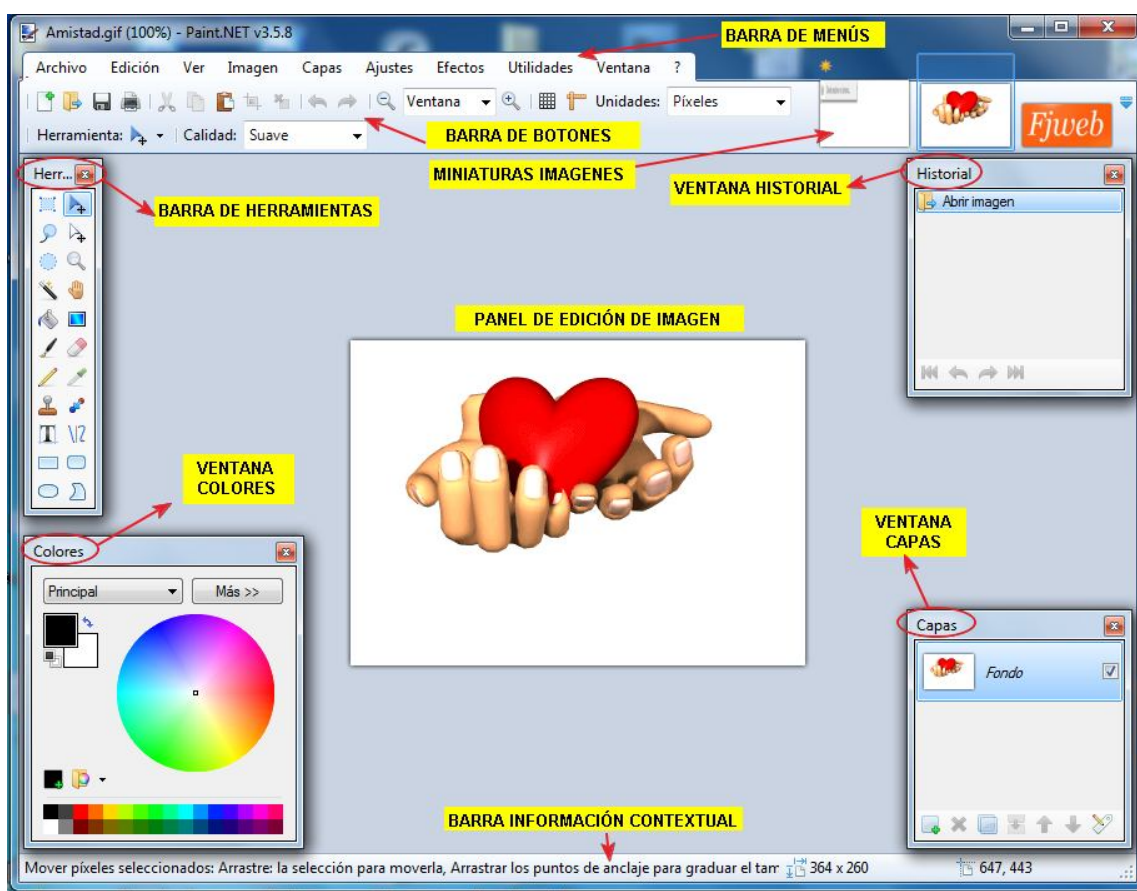 Amistad.gif (100%) - Paint.NET v3.5.8
BARRA DE MENÚS
Archivo Edición Ver Imagen Capas Ajustes Efectos Utilidades Ventana ?
Ventana Unidades: Píxeles
Herramienta: Calidad: Suave
BARRA DE BOTONES
Fjweb
MINIATURAS IMAGENES
Herr...
VENTANA HISTORIAL
Historial
BARRA DE HERRAMIENTAS
Abrir imagen
PANEL DE EDICIÓN DE IMAGEN
VENTANA
COLORES
VENTANA
CAPAS
Colores
Principal Más >>
Capas
Fondo
BARRA INFORMACIÓN CONTEXTUAL
Mover píxeles seleccionados: Arrastre: la selección para moverla, Arrastrar los puntos de anclaje para graduar el tam 364 x 260 647, 443